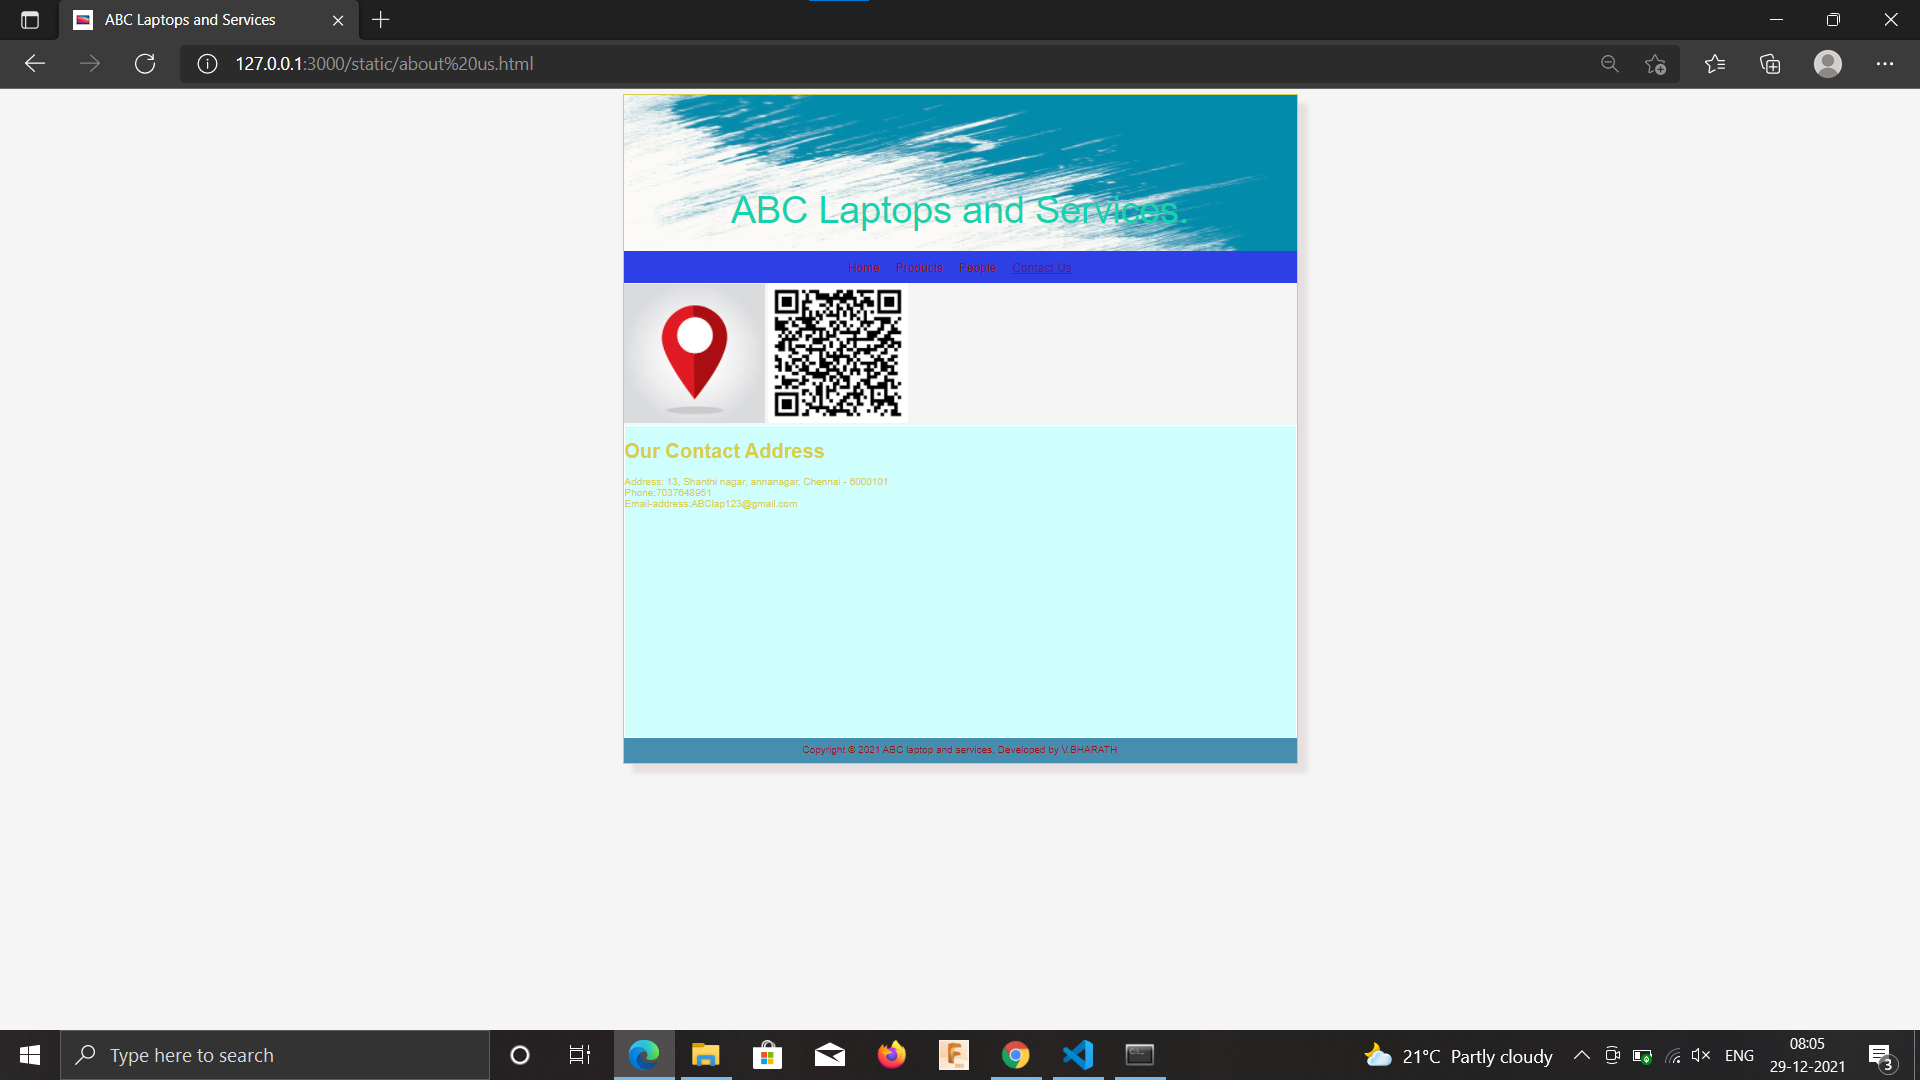 ABC Laptops and Services
127.0.0.1:3000/static/about%20us.html
ABC Laptops and Services.
Home Products People Contact Us
Our Contact Address
Address: 13, Shanthi nagar, annanagar, Chennai - 6000101
Phone:7037648951
Email-address:ABClap123@gmail.com
Copyright © 2021 ABC laptop and services, Developed by V.BHARATH
Type here to search
21°C Partly cloudy
ENG
08:05
29-12-2021
3